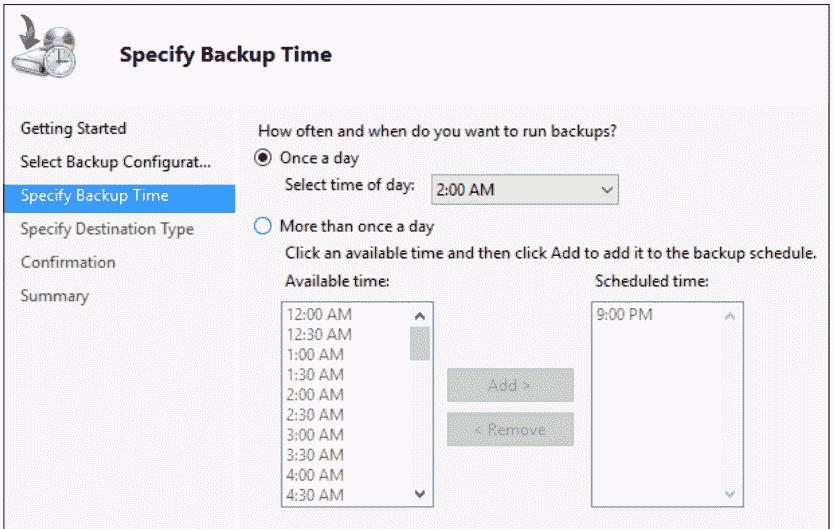 Specify Backup Time
Getting Started
Select Backup Configurat...
Specify Backup Time
Specify Destination Type
Confirmation
Summary
How often and when do you want to run backups?
Once a day
Select time of day: 2:00 AM
More than once a day
Click an available time and then click Add to add it to the backup schedule.
Available time:
12:00 AM
12:30 AM
1:00 AM
1:30 AM
2:00 AM
2:30 AM
3:00 AM
3:30 AM
4:00 AM
4:30 AM
Add >
< Remove
Scheduled time:
9:00 PM